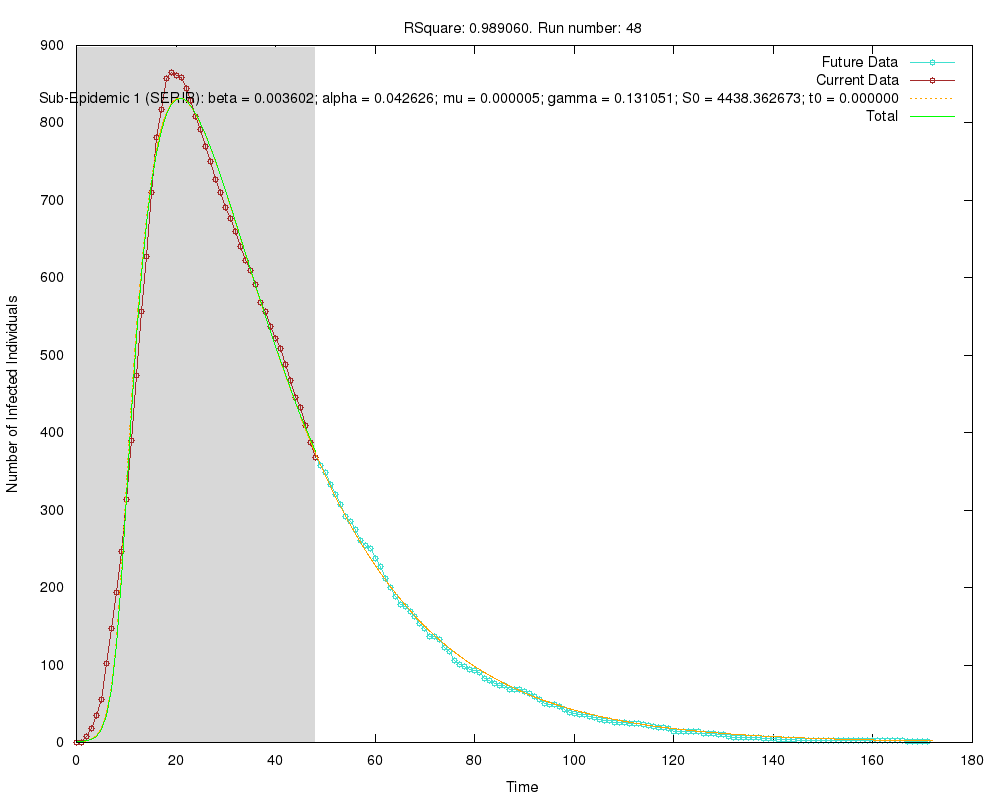 RSquare: 0.989060. Run number: 48
900
800
700
600
500
400
300
200
100
0
Number of Infected Individuals
Future Data
Current Data
Sub-Epidemic 1 (SEPIR): beta = 0.003602; alpha = 0.042626; mu = 0.000005; gamma = 0.131051; S0 = 4438.362673; t0 = 0.000000
Total
0 20 40 60 80 100 120 140 160 180
Time